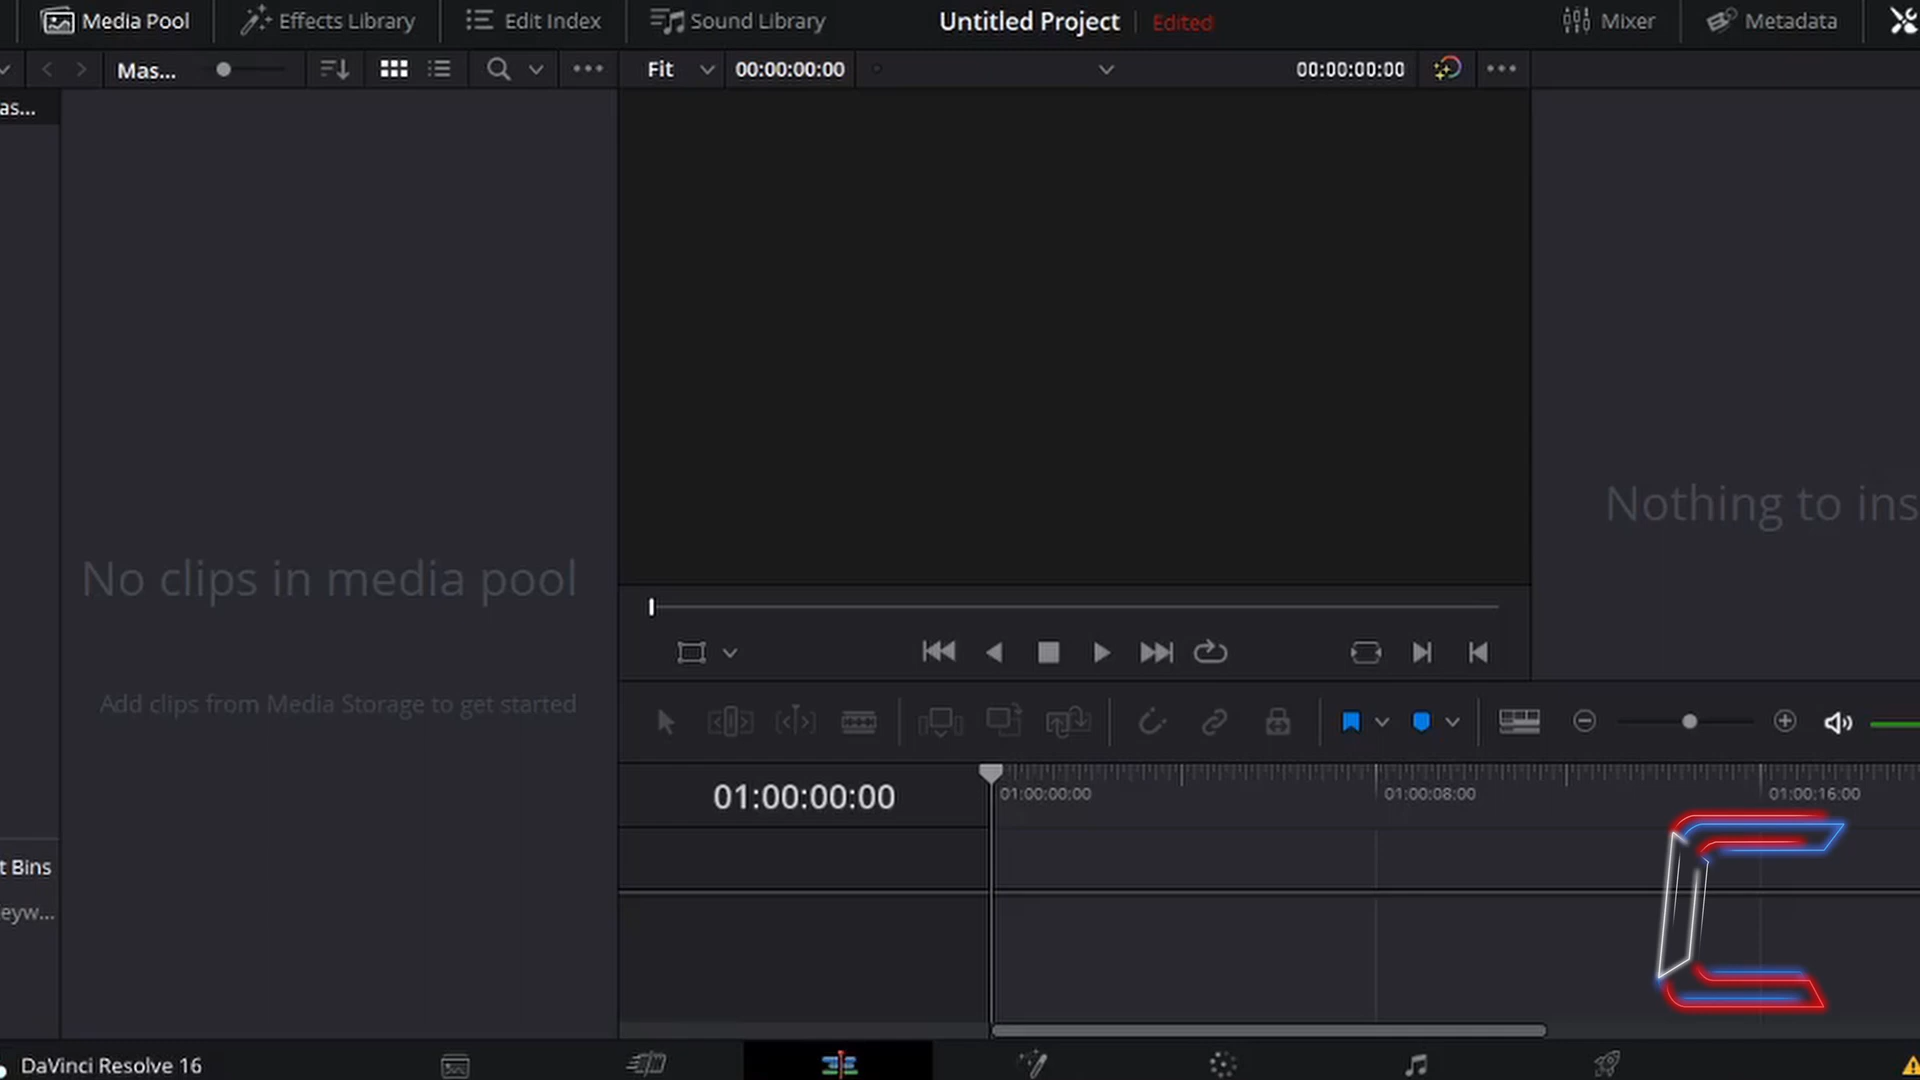 Media Pool
Effects Library
Edit Index
Sound Library
Untitled Project
Edited
Mixer
Metadata
Mas...
Fit
00:00:00:00
00:00:00:00
as...
Nothing to ins
No clips in media pool
Add clips from Media Storage to get started
01:00:00:00
01:00:00:00
01:00:08:00
01:00:16:00
t Bins
eyw...
DaVinci Resolve 16